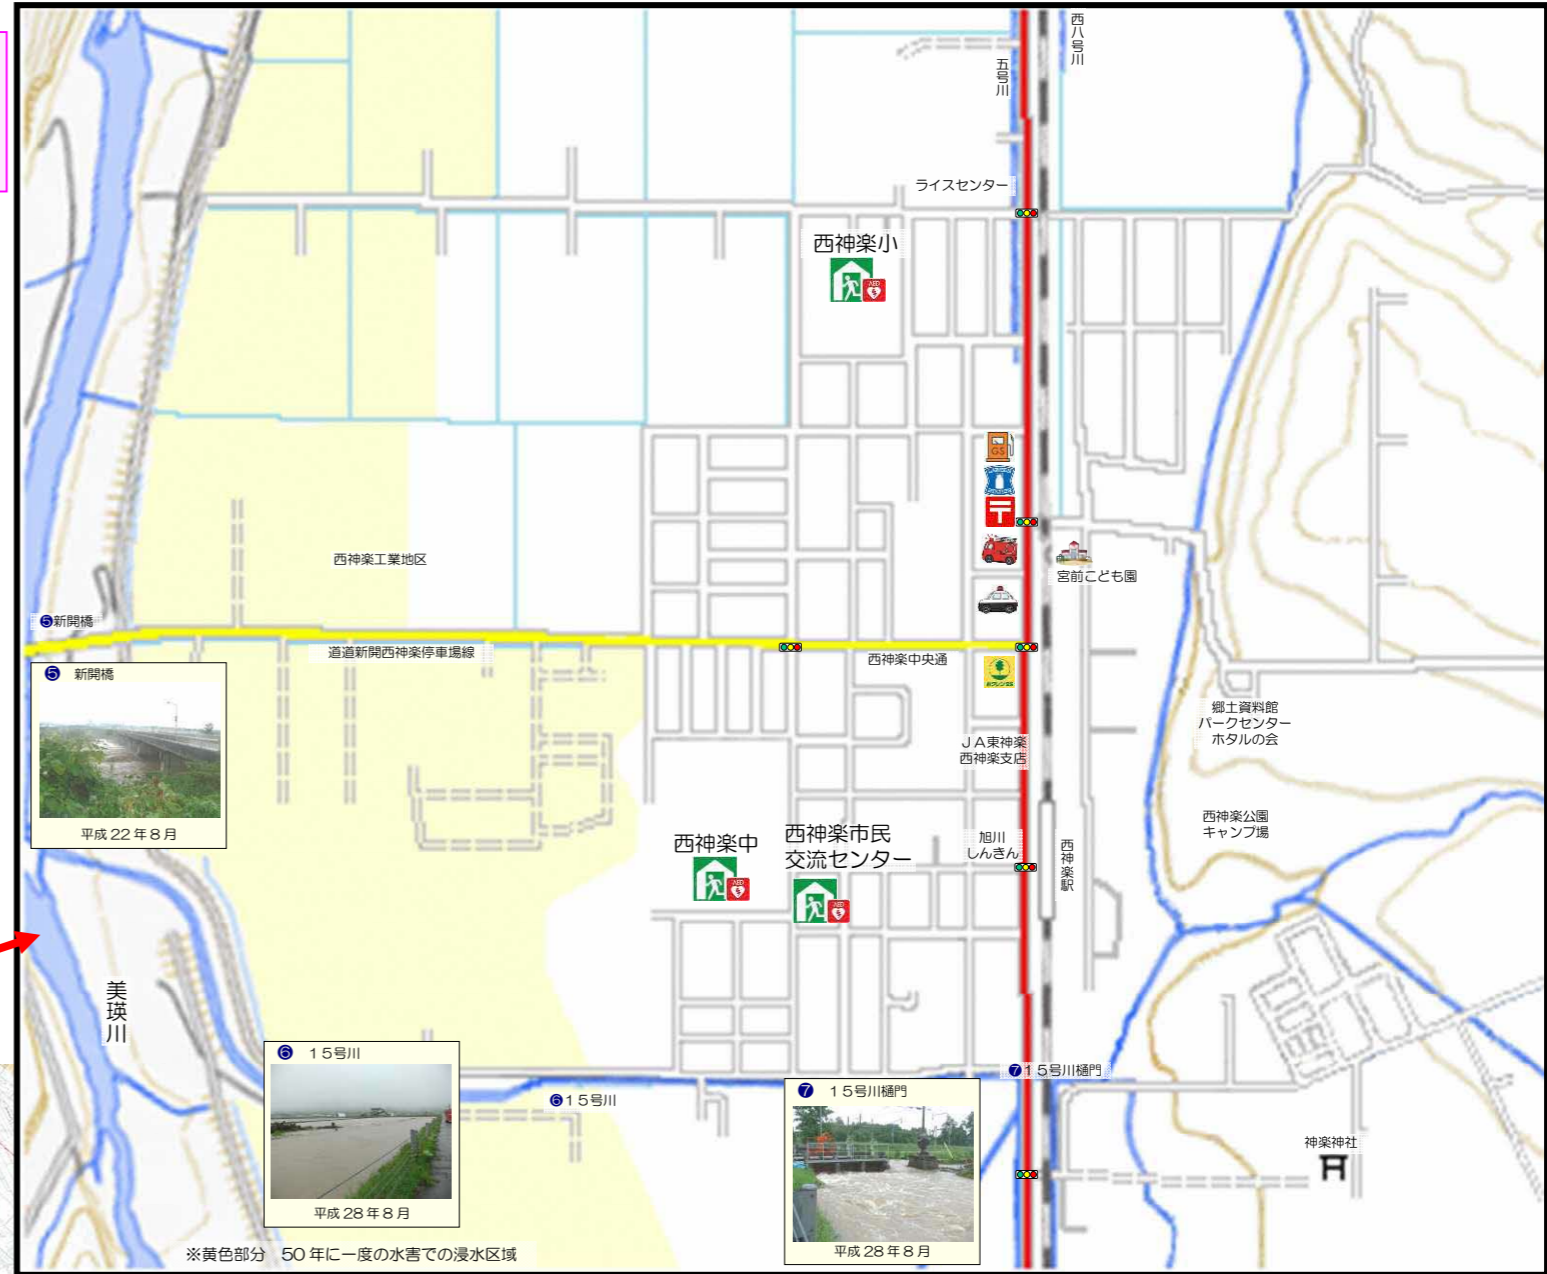 西八号川
五号川
ライスセンター
西神楽小
AED
GS
西神楽工業地区
宮前こども園
❺新開橋
道道新開西神楽停車場線
西神楽中央通
❺ 新開橋
平成22年8月
郷土資料館
パークセンター
ホタルの会
JA東神楽
西神楽支店
西神楽公園
キャンプ場
西神楽中
AED
西神楽市民
交流センター
AED
旭川
しんきん
西神楽駅
美瑛川
❻ 15号川
平成28年8月
❻15号川
❼15号川樋門
❼ 15号川樋門
平成28年8月
神楽神社
※黄色部分 50年に一度の水害での浸水区域